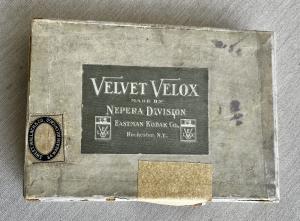 VELVET VELOX
MADE BY
NEPERA DIVISION
EASTMAN KODAK CO.,
Rochester, N.Y.